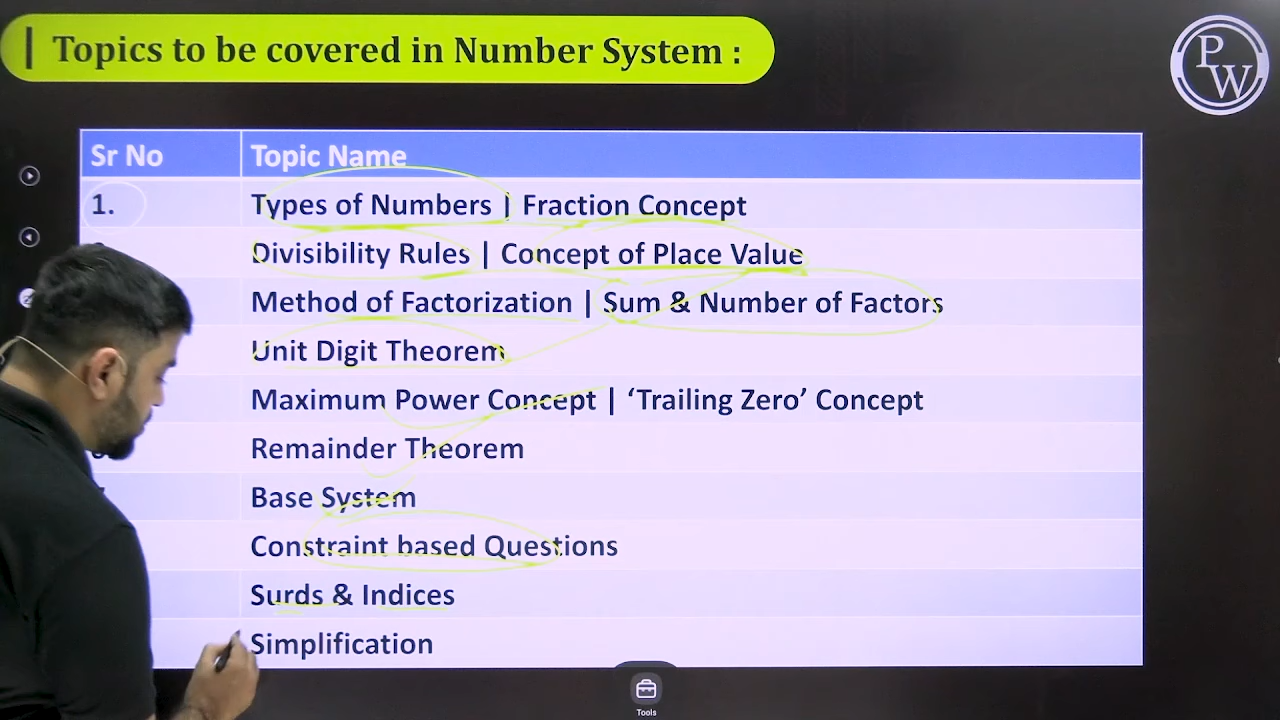 | Topics to be covered in Number System :
P
W
Sr No Topic Name
1. Types of Numbers | Fraction Concept
Divisibility Rules | Concept of Place Value
Method of Factorization | Sum & Number of Factors
Unit Digit Theorem
Maximum Power Concept | ‘Trailing Zero’ Concept
Remainder Theorem
Base System
Constraint based Questions
Surds & Indices
Simplification
Tools